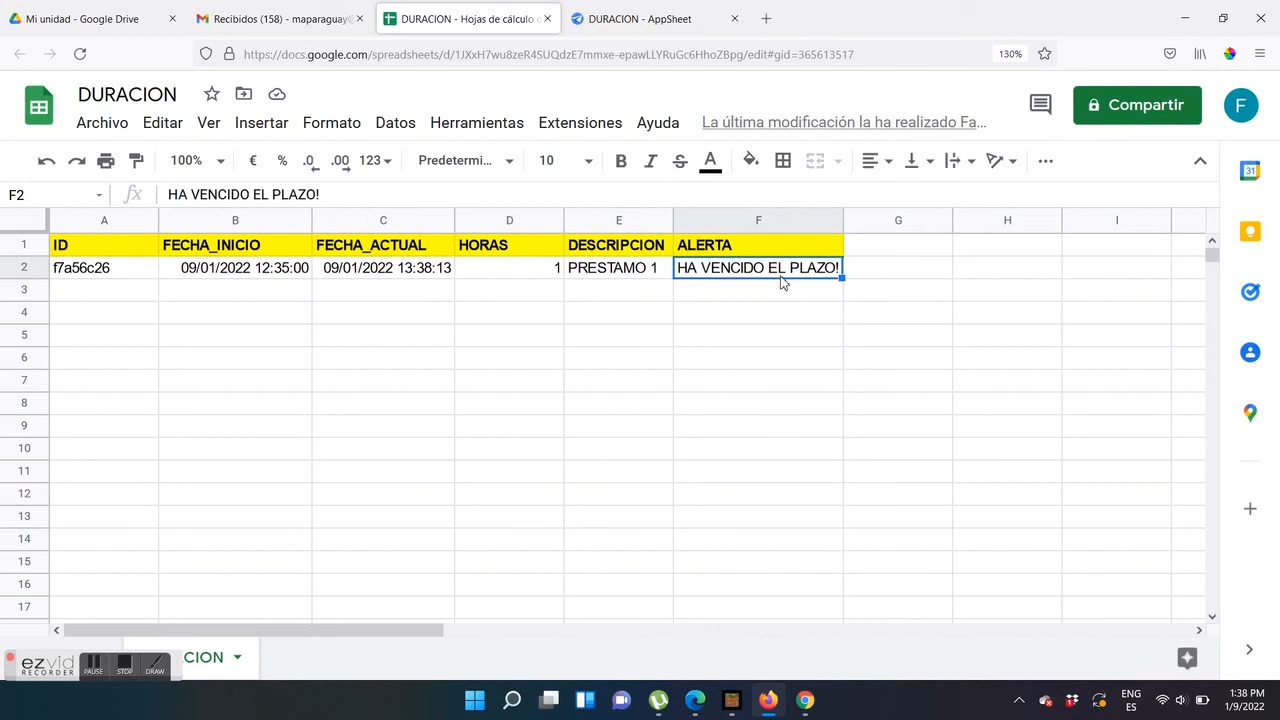 Mi unidad - Google Drive
Recibidos (158) - maparaguay@
DURACION - Hojas de cálculo
DURACION - AppSheet
https://docs.google.com/spreadsheets/d/1JXxH7wu8zeR4SUOdzE7mmxe-epawLLYRuGc6HhoZBpg/edit#gid=365613517
130%
DURACION
Archivo Editar Ver Insertar Formato Datos Herramientas Extensiones Ayuda
La última modificación la ha realizado Fa...
Compartir
F
100% € % .0 .00 123 Predetermi... 10 B I S A
31
F2 fx HA VENCIDO EL PLAZO!
A B C D E F G H I
1 ID FECHA_INICIO FECHA_ACTUAL HORAS DESCRIPCION ALERTA
2 f7a56c26 09/01/2022 12:35:00 09/01/2022 13:38:13 1 PRESTAMO 1 HA VENCIDO EL PLAZO!
3
4
5
6
7
8
9
10
11
12
13
14
15
16
17
CION
ezvid
RECORDER
PAUSE STOP DRAW
ENG
ES
1:38 PM
1/9/2022